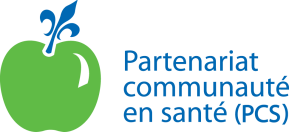 Partenariat
communauté
en santé (PCS)